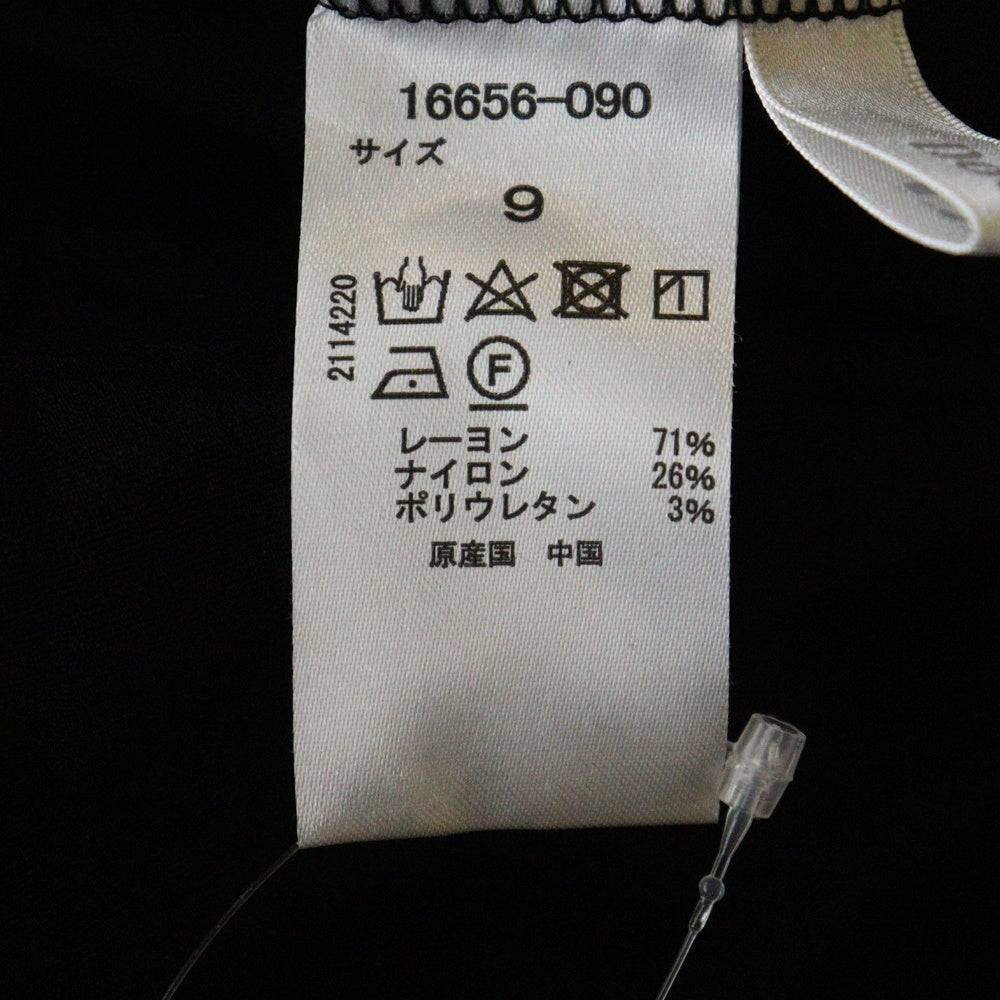 16656-090
サイズ
9
2114220
F
レーヨン 71%
ナイロン 26%
ポリウレタン 3%
原産国 中国